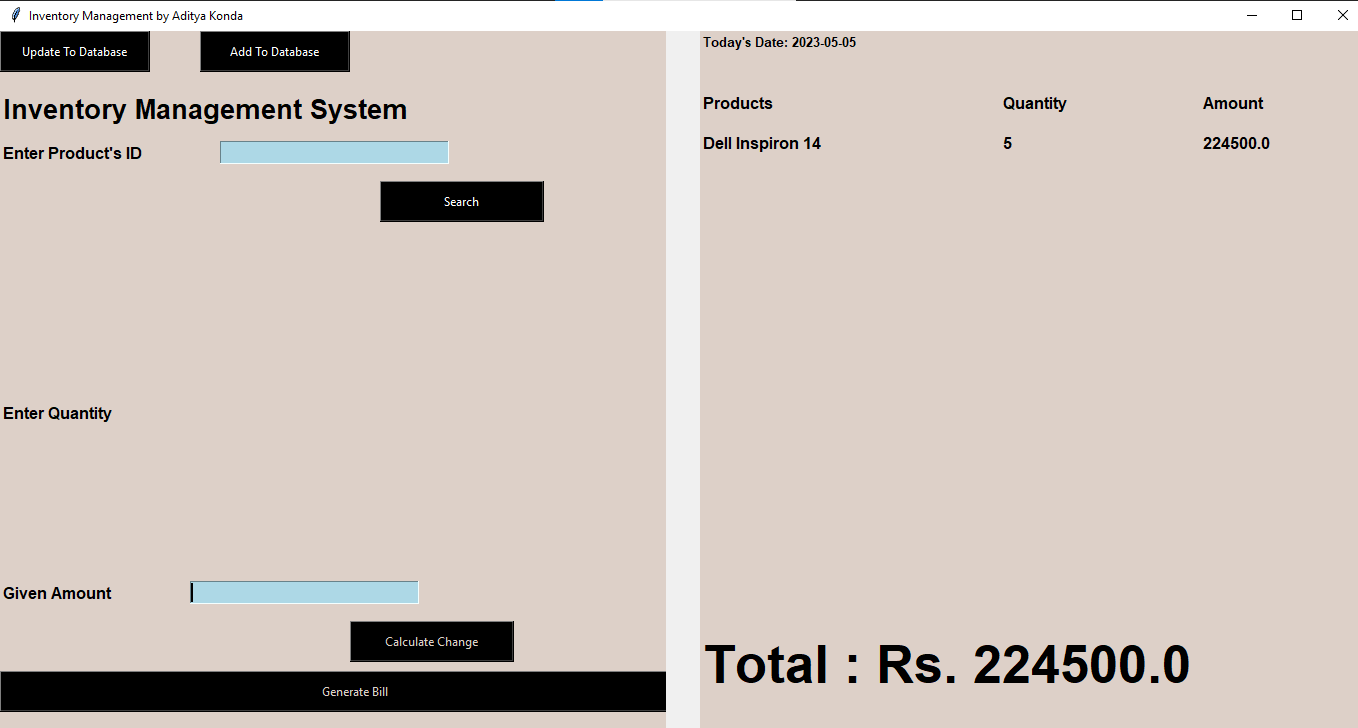 Inventory Management by Aditya Konda
Update To Database
Add To Database
Inventory Management System
Enter Product's ID
Search
Enter Quantity
Given Amount
Calculate Change
Generate Bill
Today's Date: 2023-05-05
Products Quantity Amount
Dell Inspiron 14 5 224500.0
Total : Rs. 224500.0